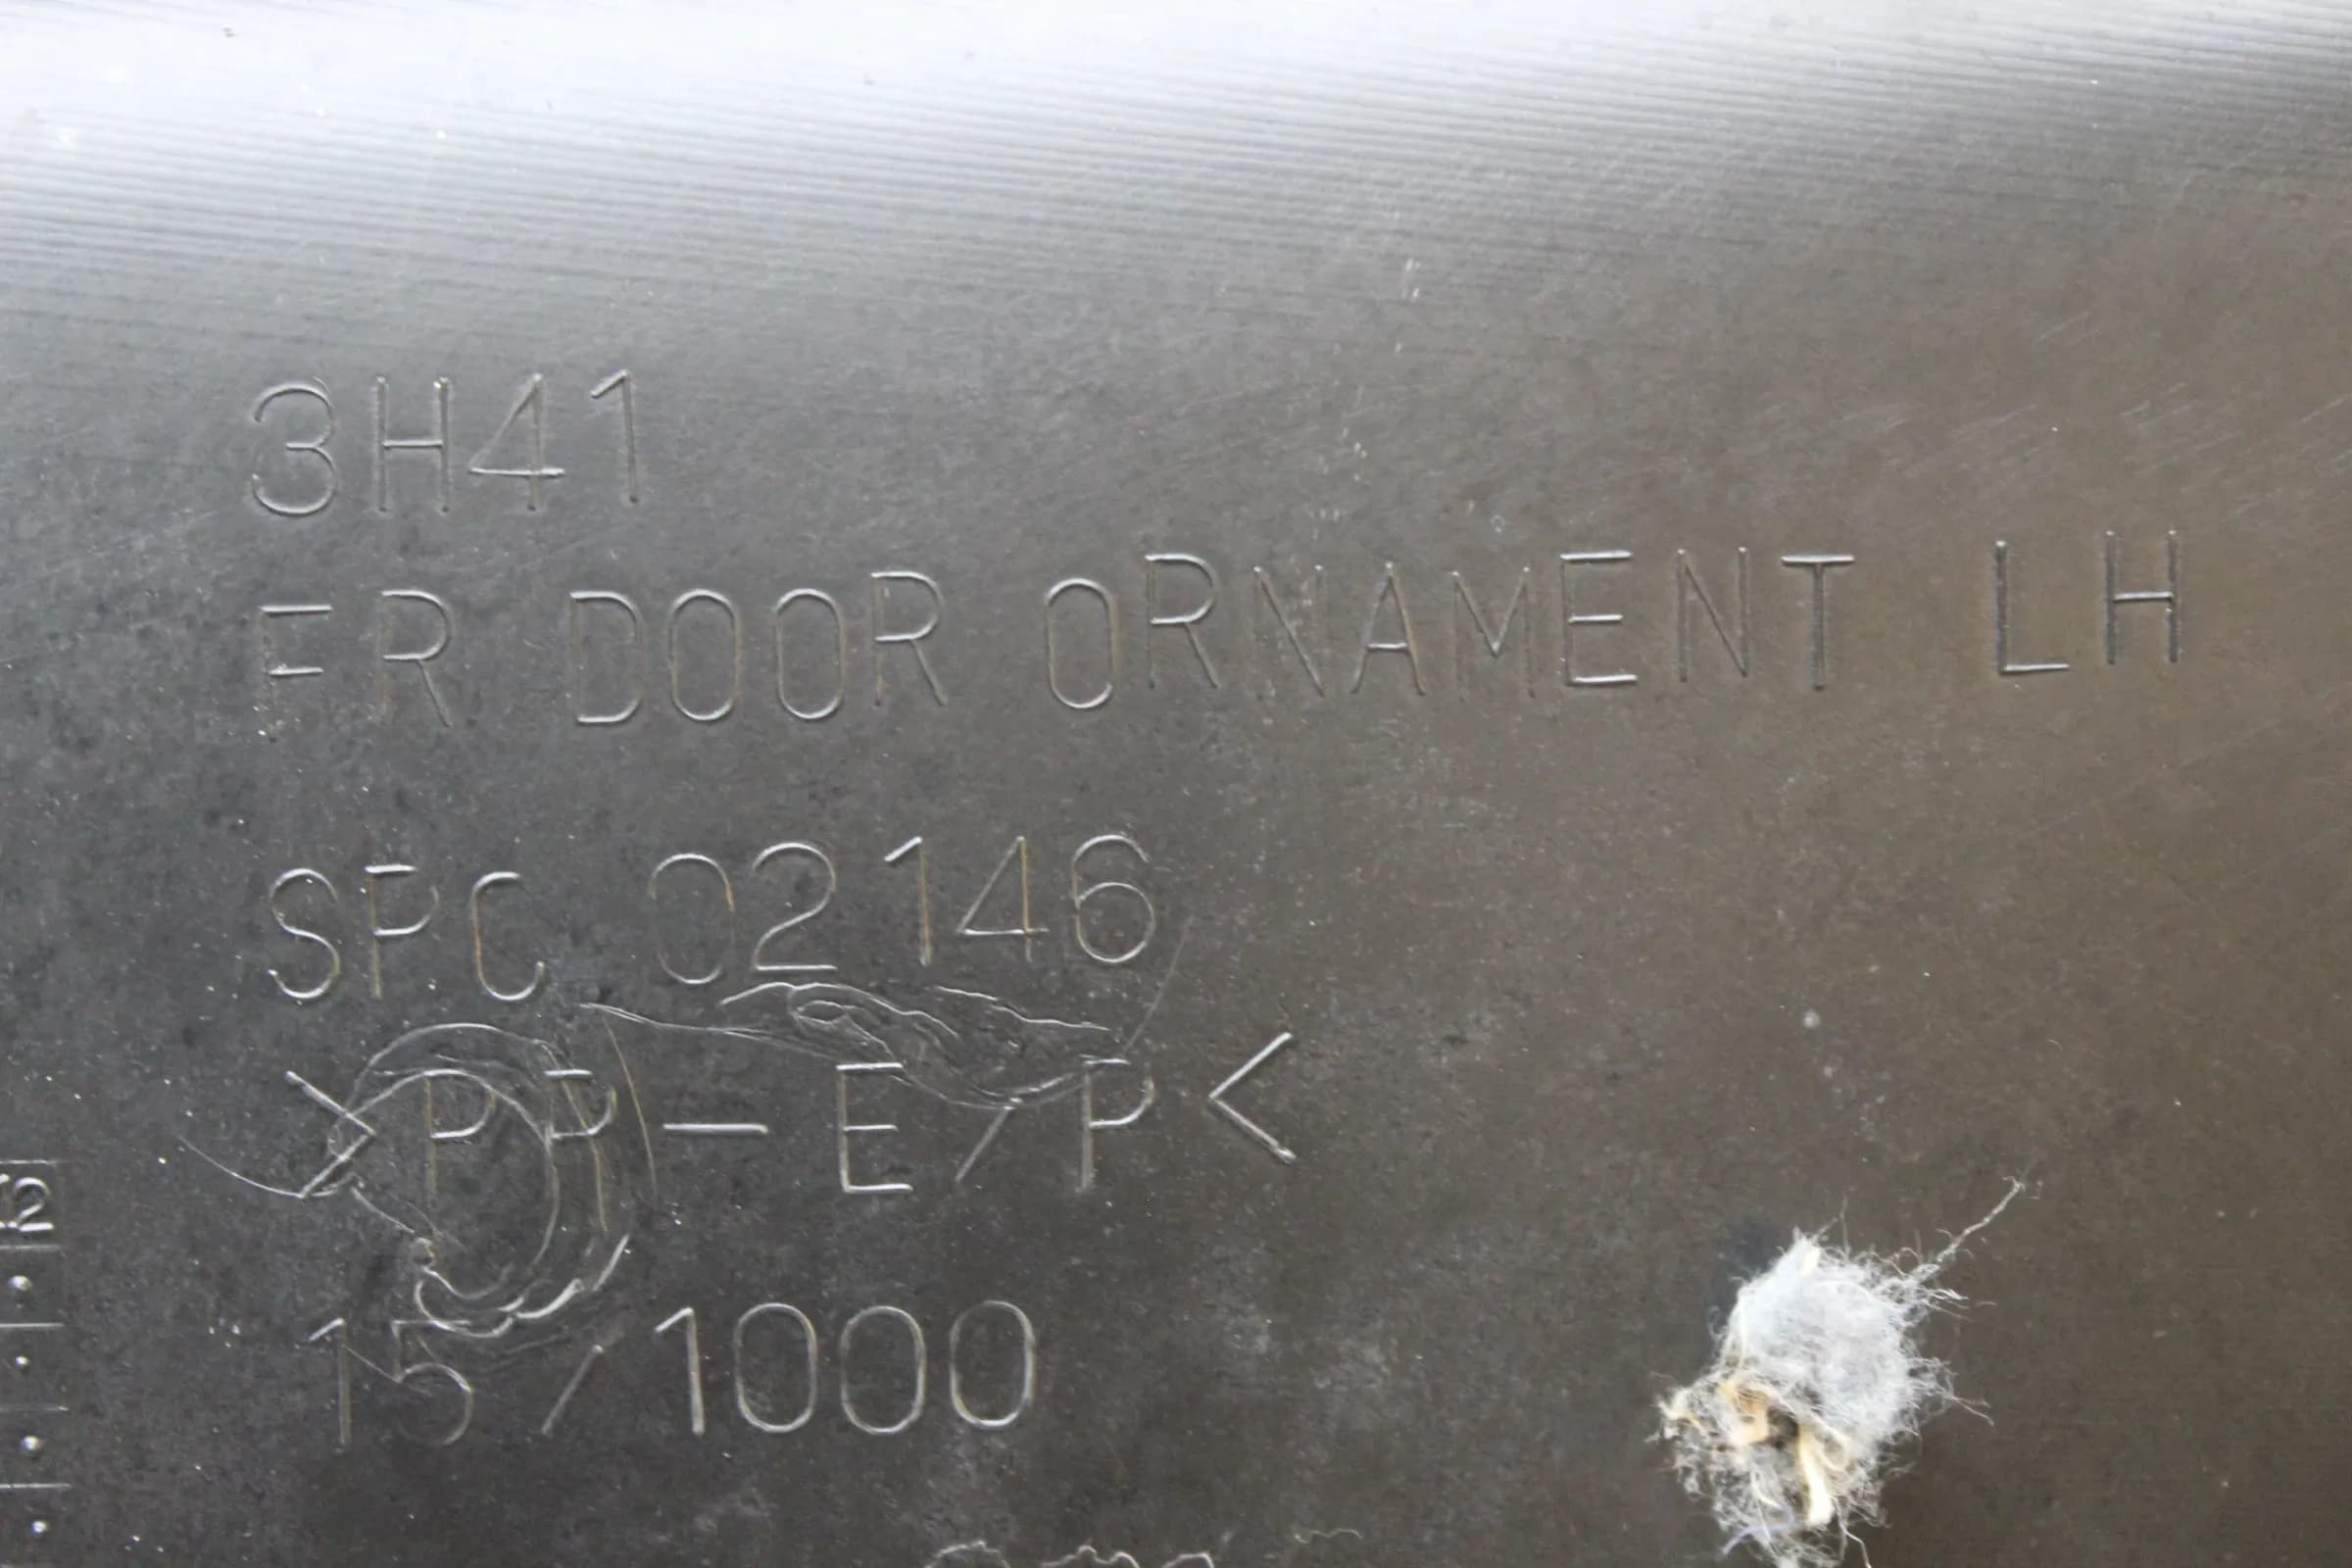 3H41
FR DOOR ORNAMENT LH
SPC 02146
>PP-E/P<
15/1000